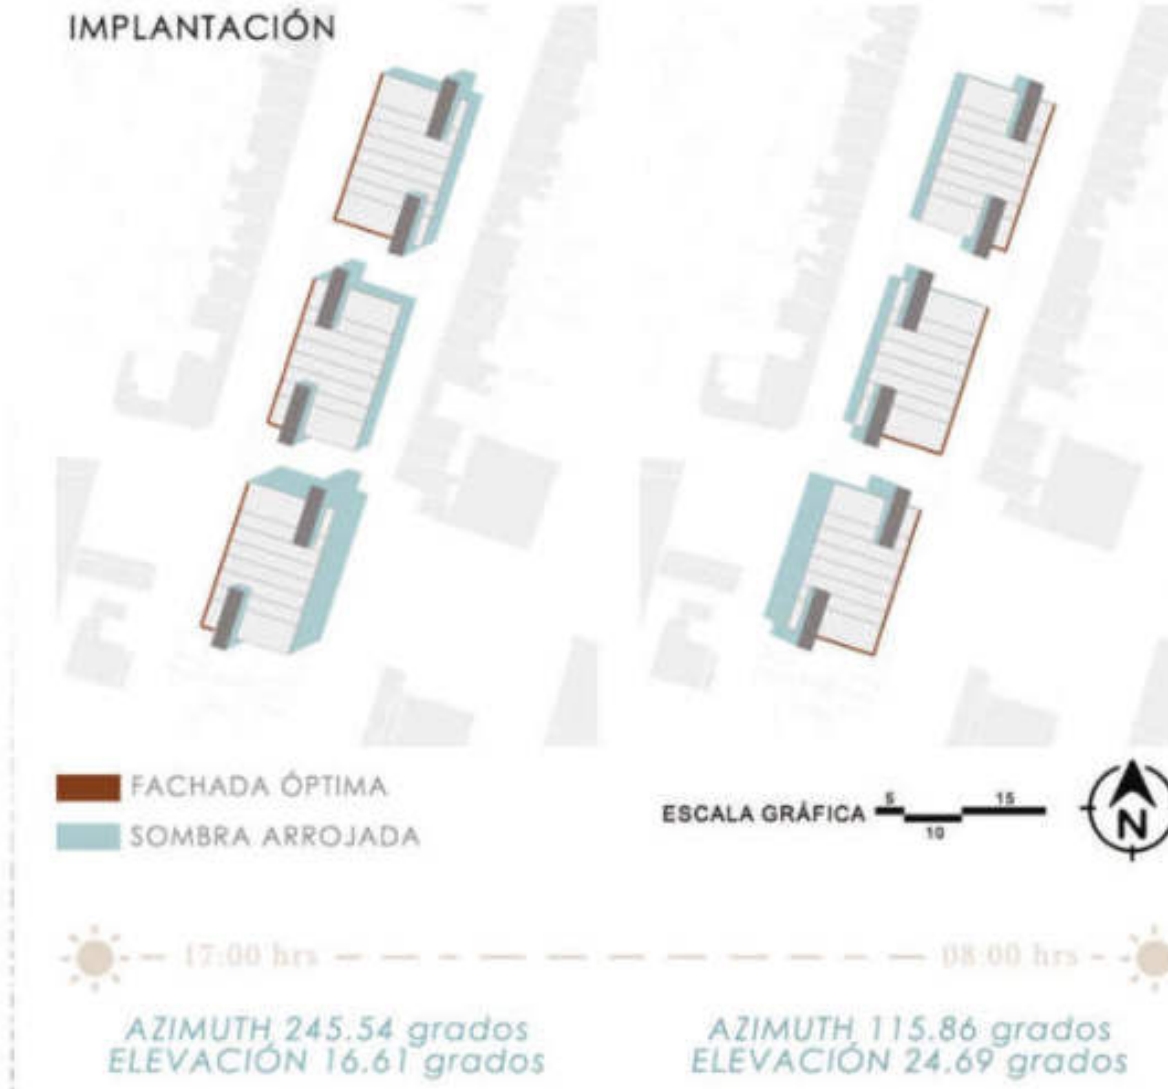 IMPLANTACIÓN
FACHADA ÓPTIMA
SOMBRA ARROJADA
ESCALA GRÁFICA
5
15
10
N
17:00 hrs
08:00 hrs
AZIMUTH 245.54 grados
ELEVACIÓN 16.61 grados
AZIMUTH 115.86 grados
ELEVACIÓN 24.69 grados